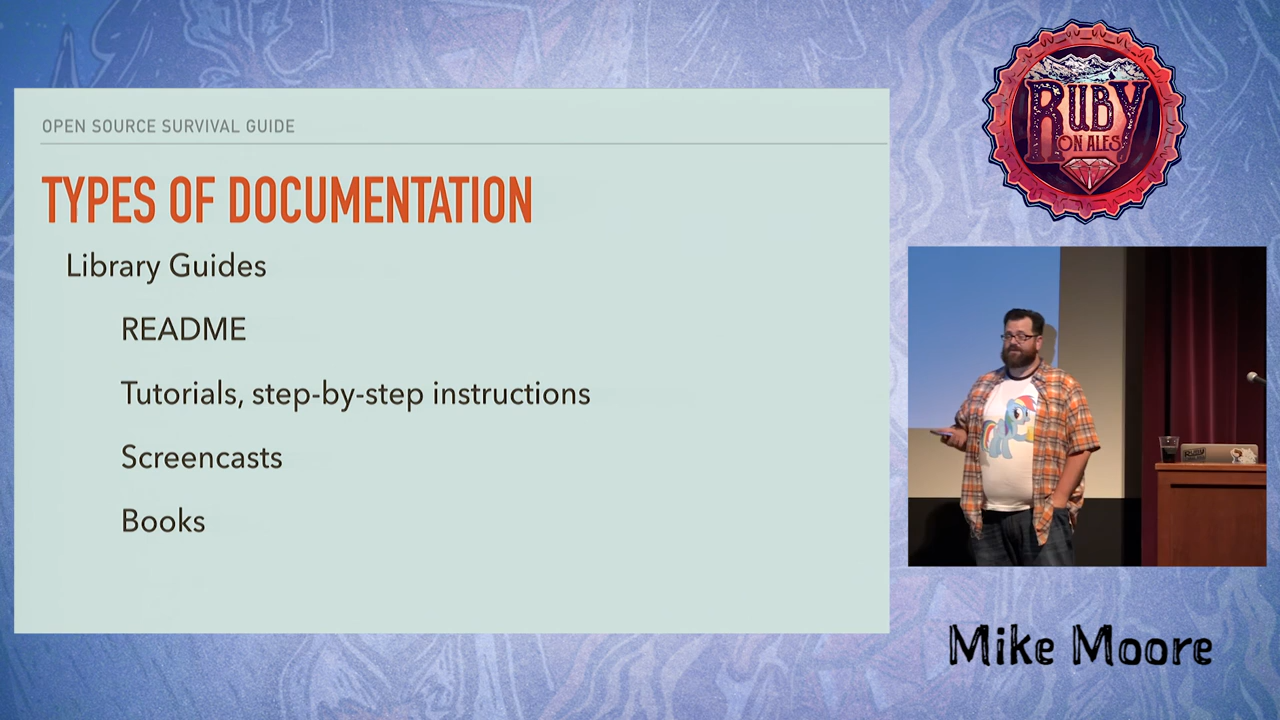 OPEN SOURCE SURVIVAL GUIDE
TYPES OF DOCUMENTATION
Library Guides
README
Tutorials, step-by-step instructions
Screencasts
Books
RUBY
ON ALES
Mike Moore